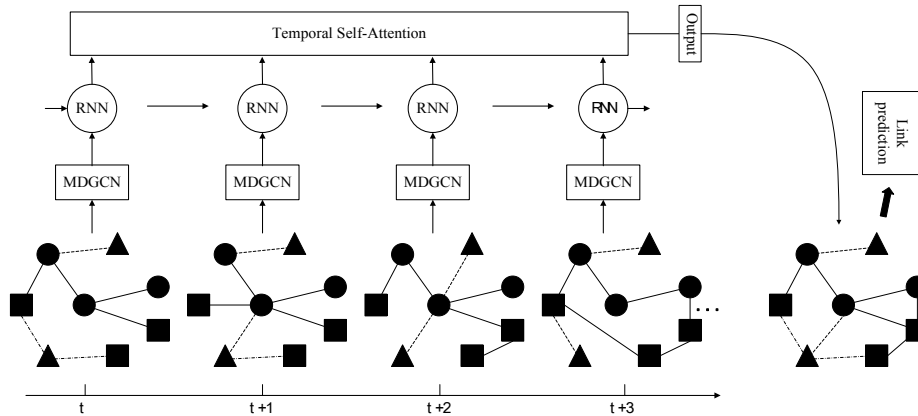 Temporal Self-Attention
Output
RNN
RNN
RNN
RNN
Link
prediction
MDGCN
MDGCN
MDGCN
MDGCN
...
t
t+1
t+2
t+3